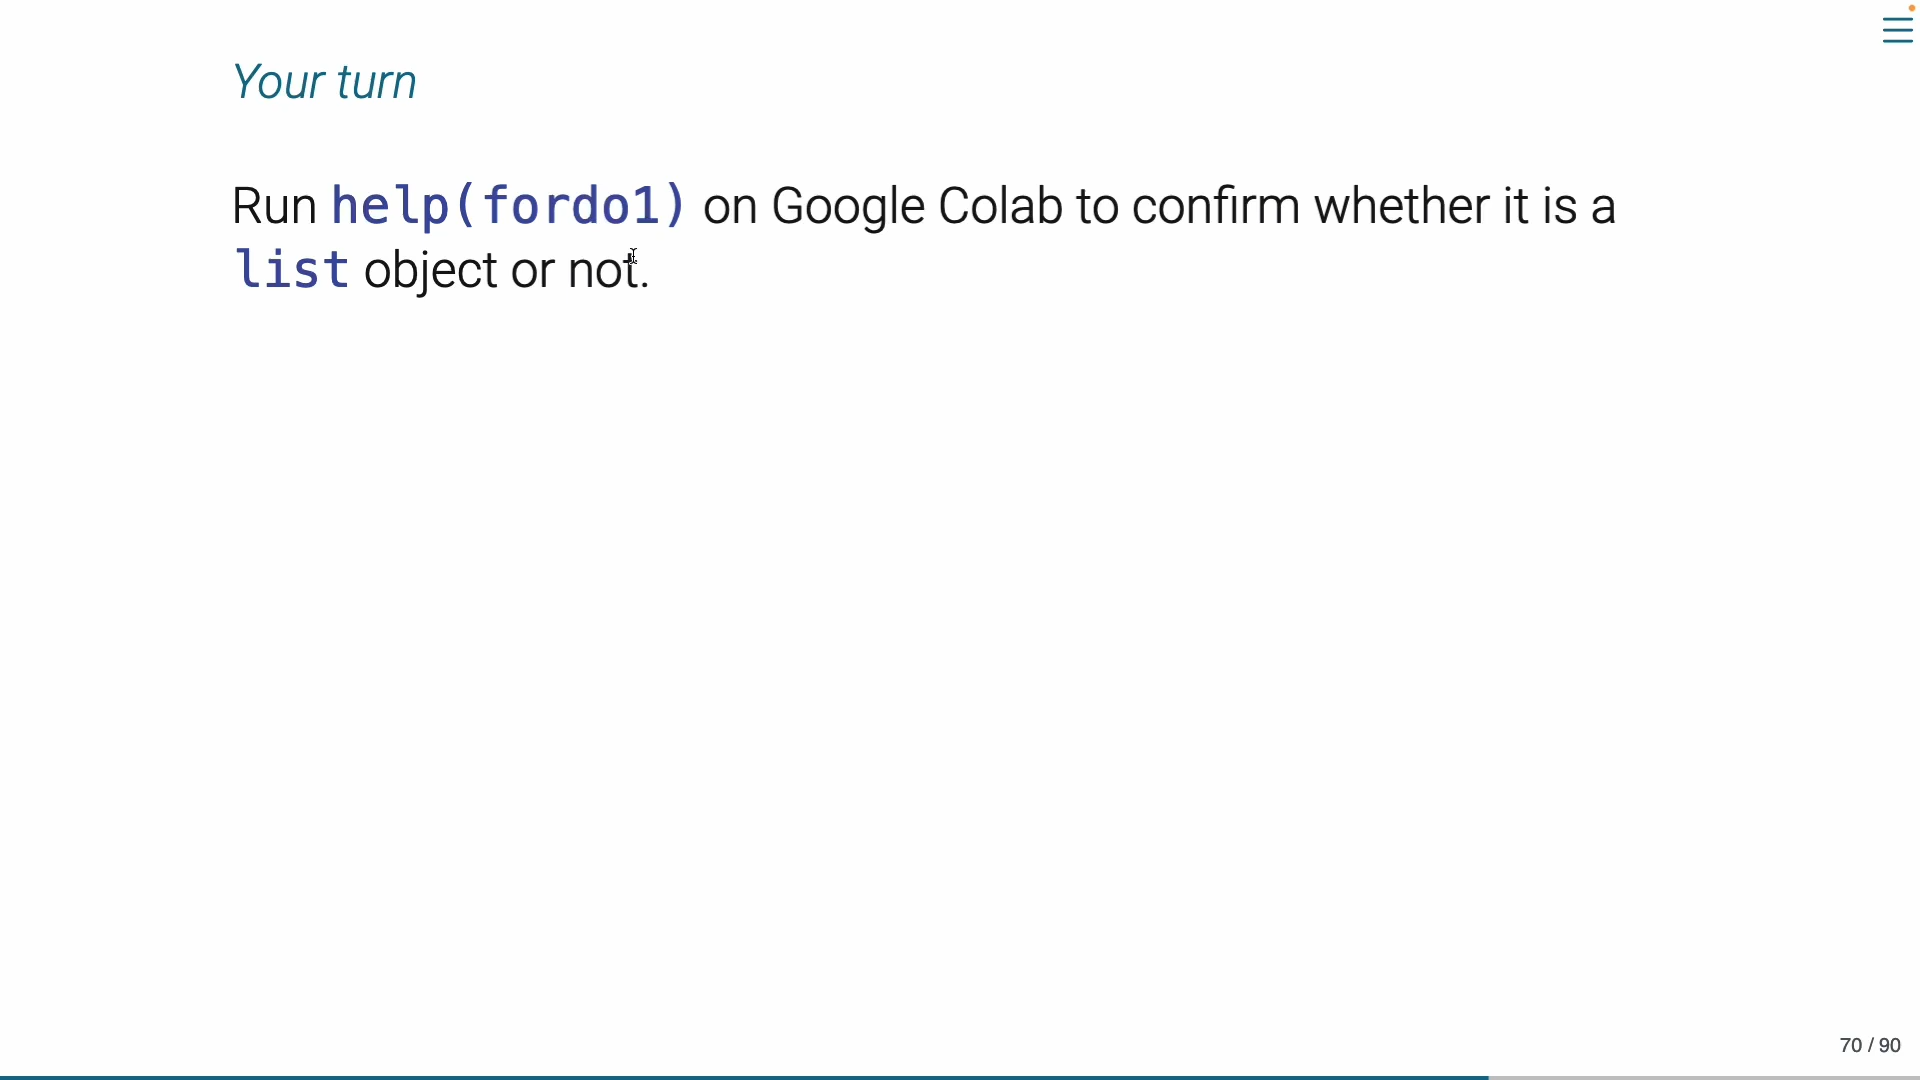 Your turn
Run help(fordo1) on Google Colab to confirm whether it is a
list object or not.
70 / 90